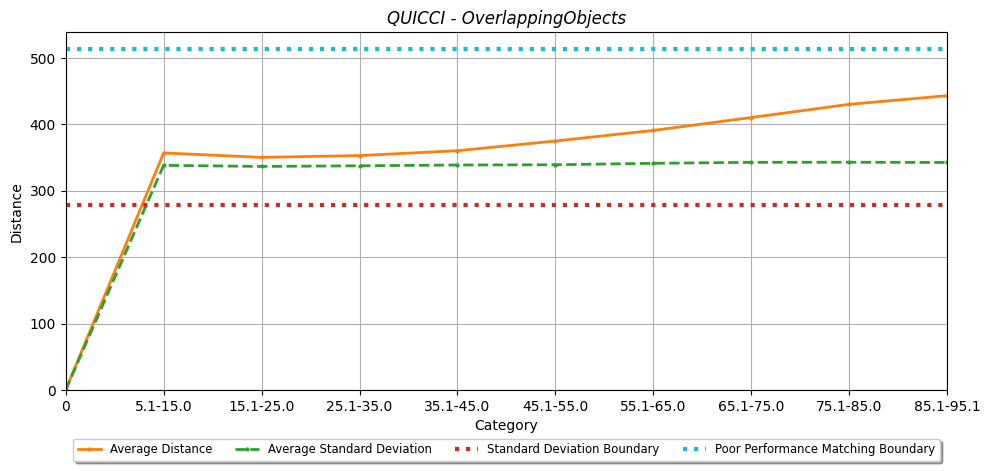 QUICCI - OverlappingObjects
500
400
300
200
100
0
Distance
0 5.1-15.0 15.1-25.0 25.1-35.0 35.1-45.0 45.1-55.0 55.1-65.0 65.1-75.0 75.1-85.0 85.1-95.1
Category
Average Distance Average Standard Deviation Standard Deviation Boundary Poor Performance Matching Boundary